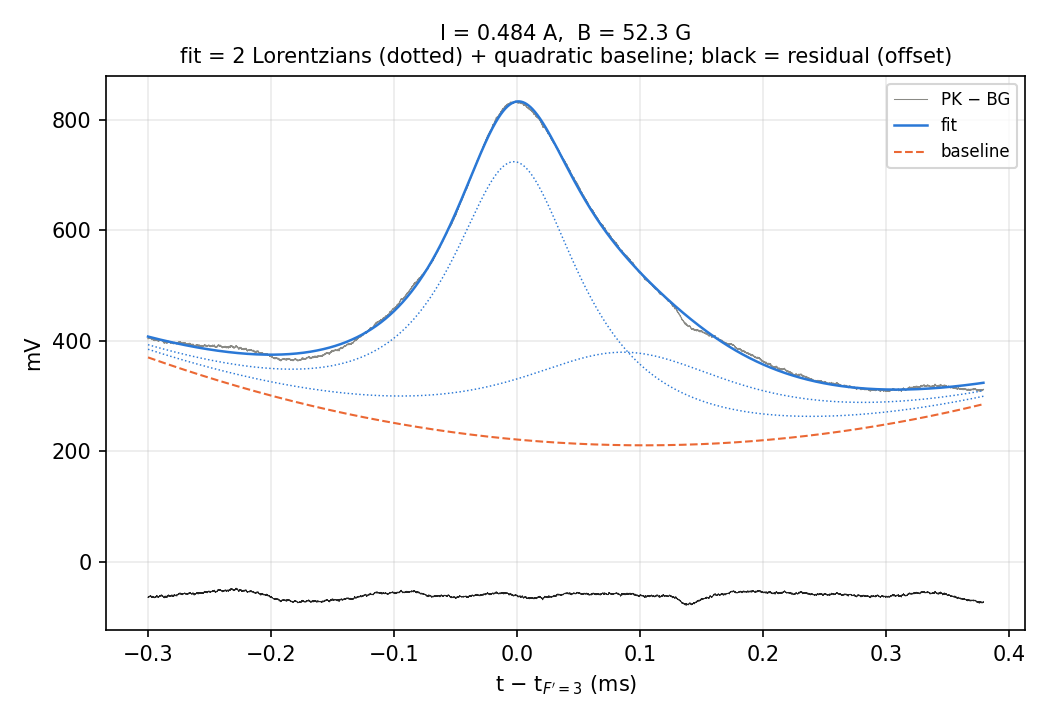 I = 0.484 A,  B = 52.3 G
fit = 2 Lorentzians (dotted) + quadratic baseline; black = residual (offset)
PK − BG
fit
baseline
mV
800
600
400
200
0
−0.3
−0.2
−0.1
0.0
0.1
0.2
0.3
0.4
t − t_{F′=3} (ms)